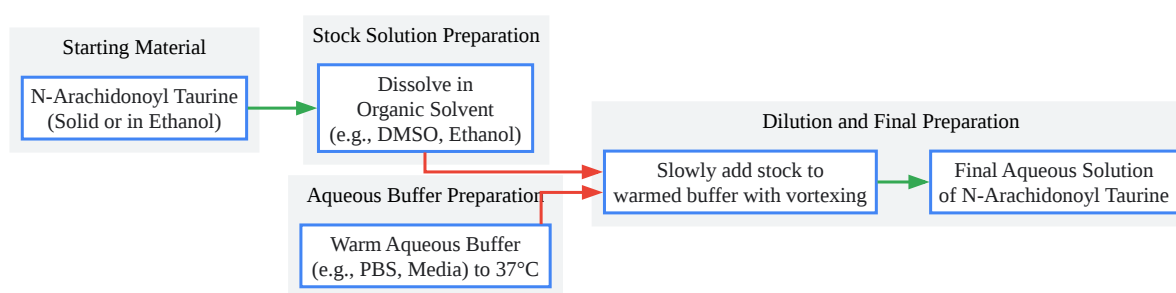 Starting Material
N-Arachidonoyl Taurine
(Solid or in Ethanol)
Stock Solution Preparation
Dissolve in
Organic Solvent
(e.g., DMSO, Ethanol)
Aqueous Buffer Preparation
Warm Aqueous Buffer
(e.g., PBS, Media) to 37°C
Dilution and Final Preparation
Slowly add stock to
warmed buffer with vortexing
Final Aqueous Solution
of N-Arachidonoyl Taurine